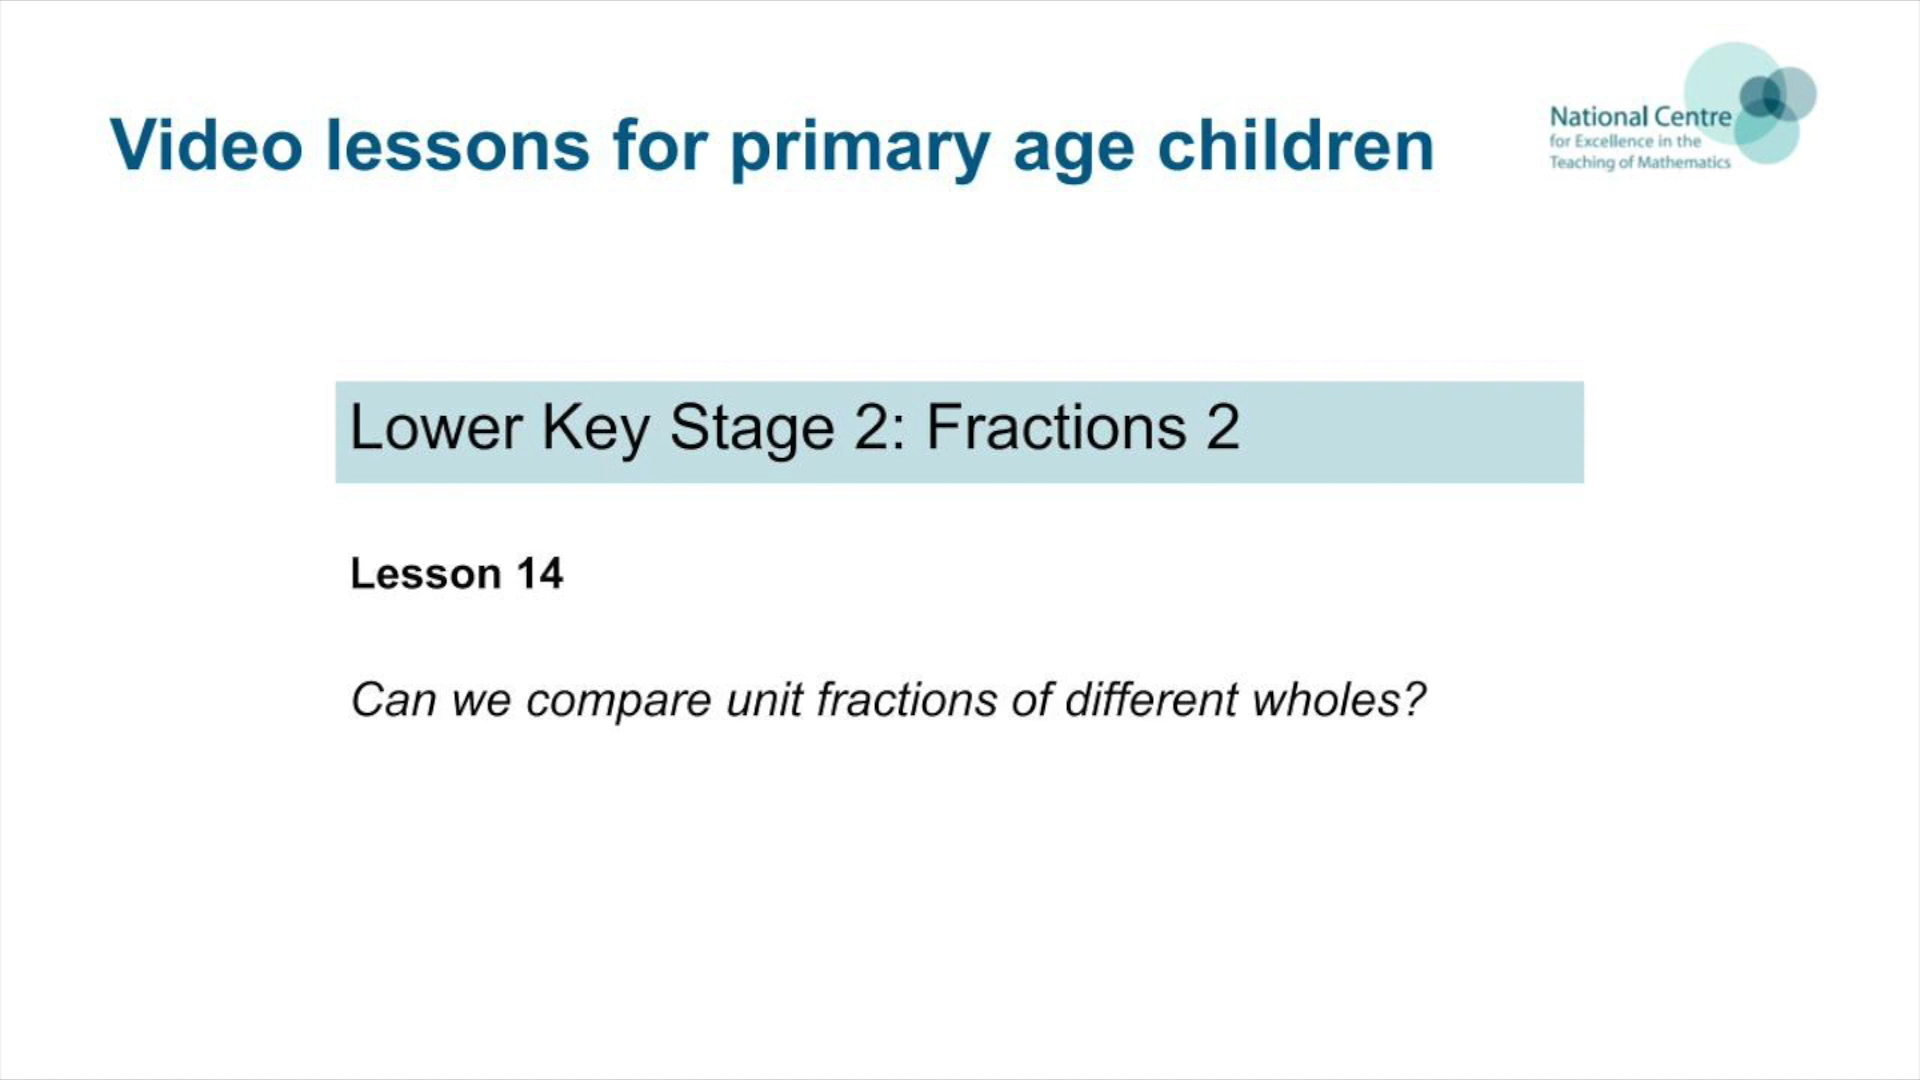 Video lessons for primary age children
National Centre
for Excellence in the
Teaching of Mathematics
Lower Key Stage 2: Fractions 2
Lesson 14
Can we compare unit fractions of different wholes?